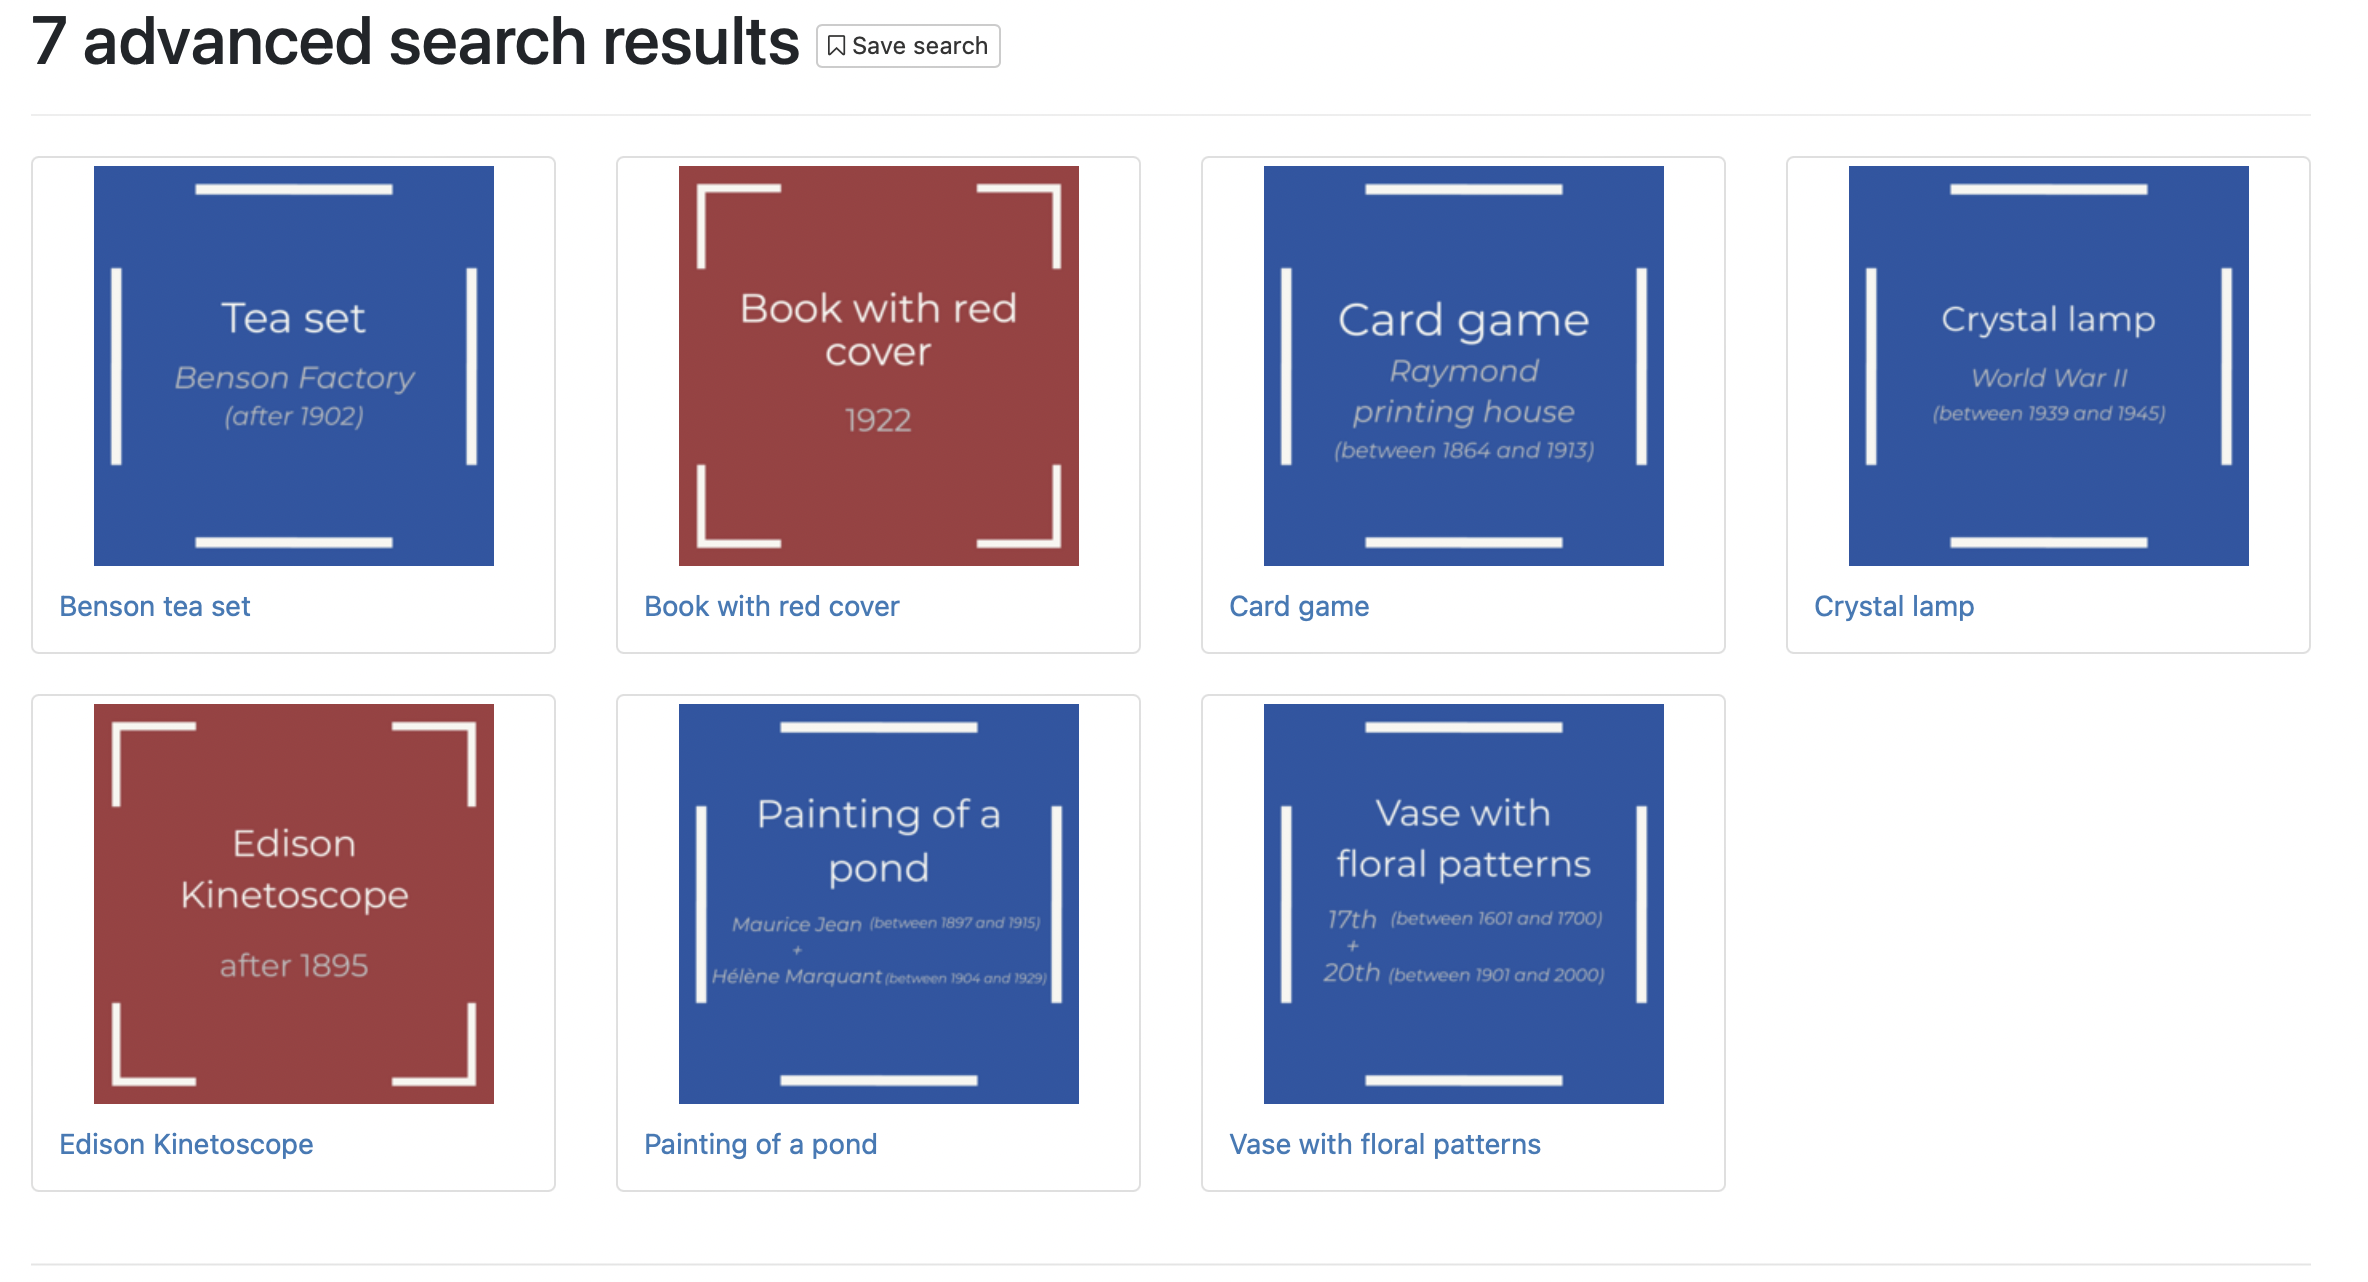 7 advanced search results
Save search
Tea set
Benson Factory
(after 1902)
Benson tea set
Book with red
cover
1922
Book with red cover
Card game
Raymond
printing house
(between 1864 and 1913)
Card game
Crystal lamp
World War II
(between 1939 and 1945)
Crystal lamp
Edison
Kinetoscope
after 1895
Edison Kinetoscope
Painting of a
pond
Maurice Jean (between 1897 and 1915)
+
Hélène Marquant (between 1904 and 1929)
Painting of a pond
Vase with
floral patterns
17th (between 1601 and 1700)
+
20th (between 1901 and 2000)
Vase with floral patterns